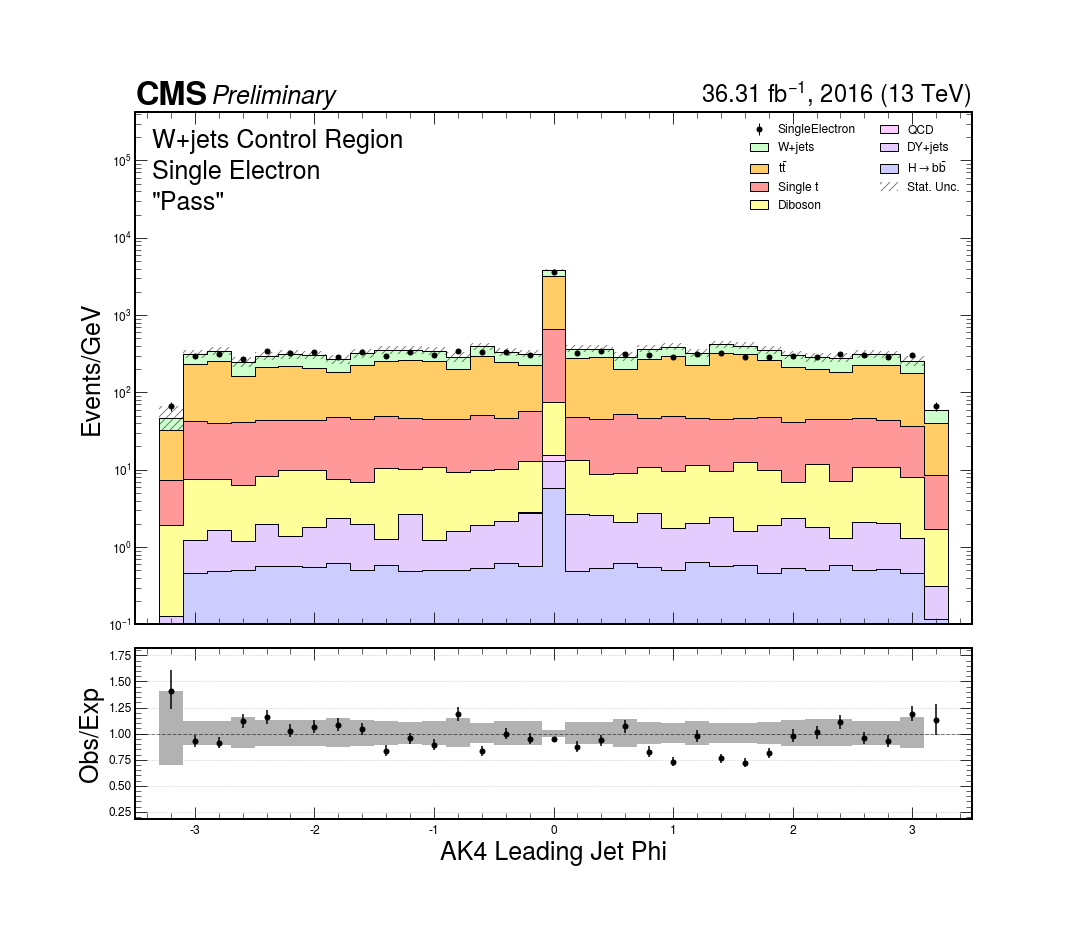 CMS Preliminary
36.31 fb⁻¹, 2016 (13 TeV)
W+jets Control Region
Single Electron
"Pass"
SingleElectron
W+jets
tt̄
Single t
Diboson
QCD
DY+jets
H→bb̄
Stat. Unc.
Events/GeV
10⁵
10⁴
10³
10²
10¹
10⁰
10⁻¹
Obs/Exp
1.75
1.50
1.25
1.00
0.75
0.50
0.25
-3 -2 -1 0 1 2 3
AK4 Leading Jet Phi